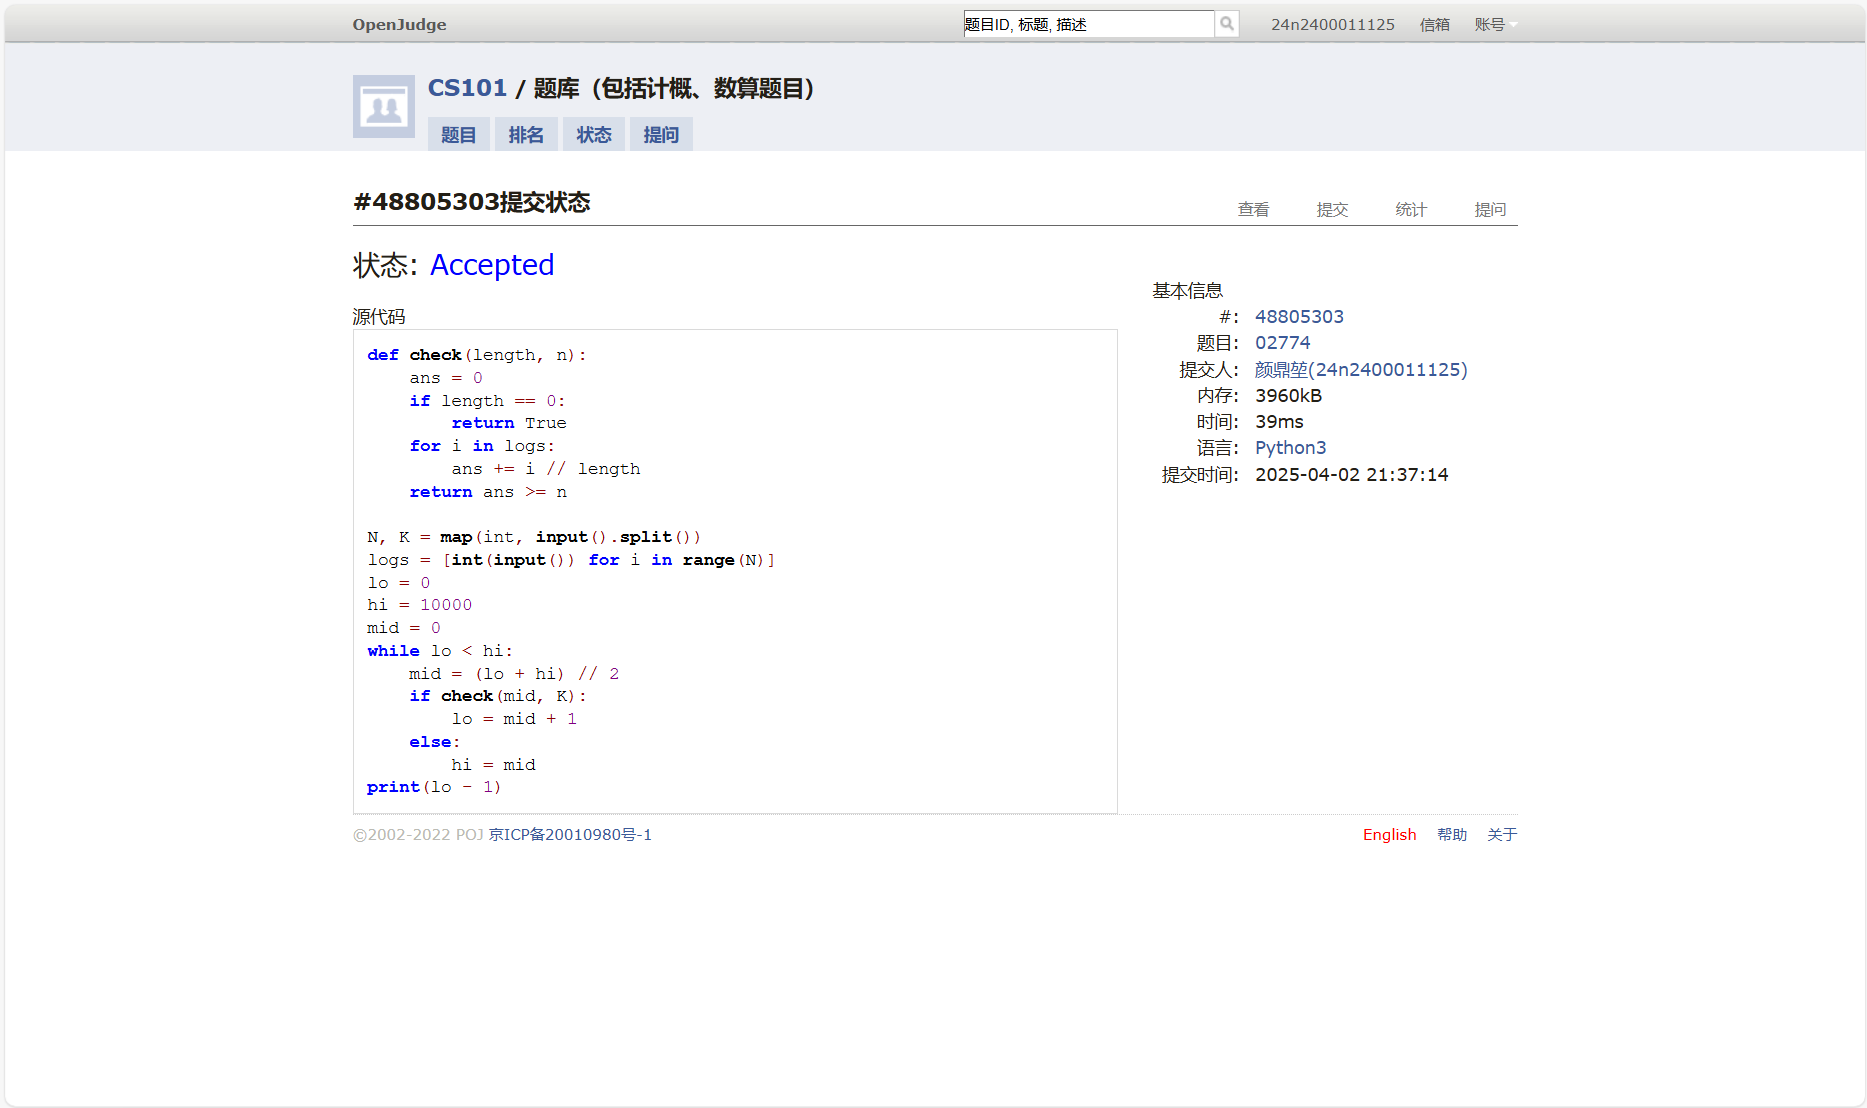 OpenJudge
题目ID, 标题, 描述
24n2400011125 信箱 账号
CS101 / 题库（包括计概、数算题目）
题目 排名 状态 提问
#48805303提交状态
查看 提交 统计 提问
状态: Accepted
源代码
def check(length, n):
    ans = 0
    if length == 0:
        return True
    for i in logs:
        ans += i // length
    return ans >= n

N, K = map(int, input().split())
logs = [int(input()) for i in range(N)]
lo = 0
hi = 10000
mid = 0
while lo < hi:
    mid = (lo + hi) // 2
    if check(mid, K):
        lo = mid + 1
    else:
        hi = mid
print(lo - 1)
基本信息
#: 48805303
题目: 02774
提交人: 颜鼎堃(24n2400011125)
内存: 3960kB
时间: 39ms
语言: Python3
提交时间: 2025-04-02 21:37:14
©2002-2022 POJ 京ICP备20010980号-1
English 帮助 关于